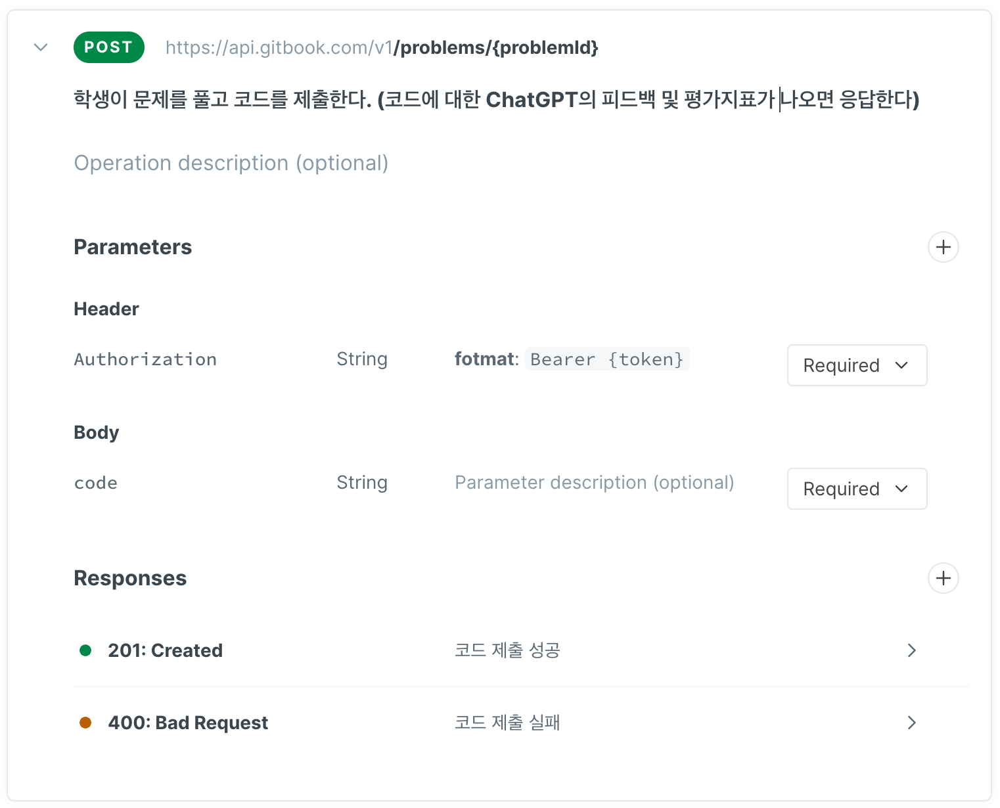 POST https://api.gitbook.com/v1/problems/{problemId}
학생이 문제를 풀고 코드를 제출한다. (코드에 대한 ChatGPT의 피드백 및 평가지표가 나오면 응답한다)
Operation description (optional)
Parameters
Header
Authorization String fotmat: Bearer {token} Required
Body
code String Parameter description (optional) Required
Responses
201: Created 코드 제출 성공
400: Bad Request 코드 제출 실패